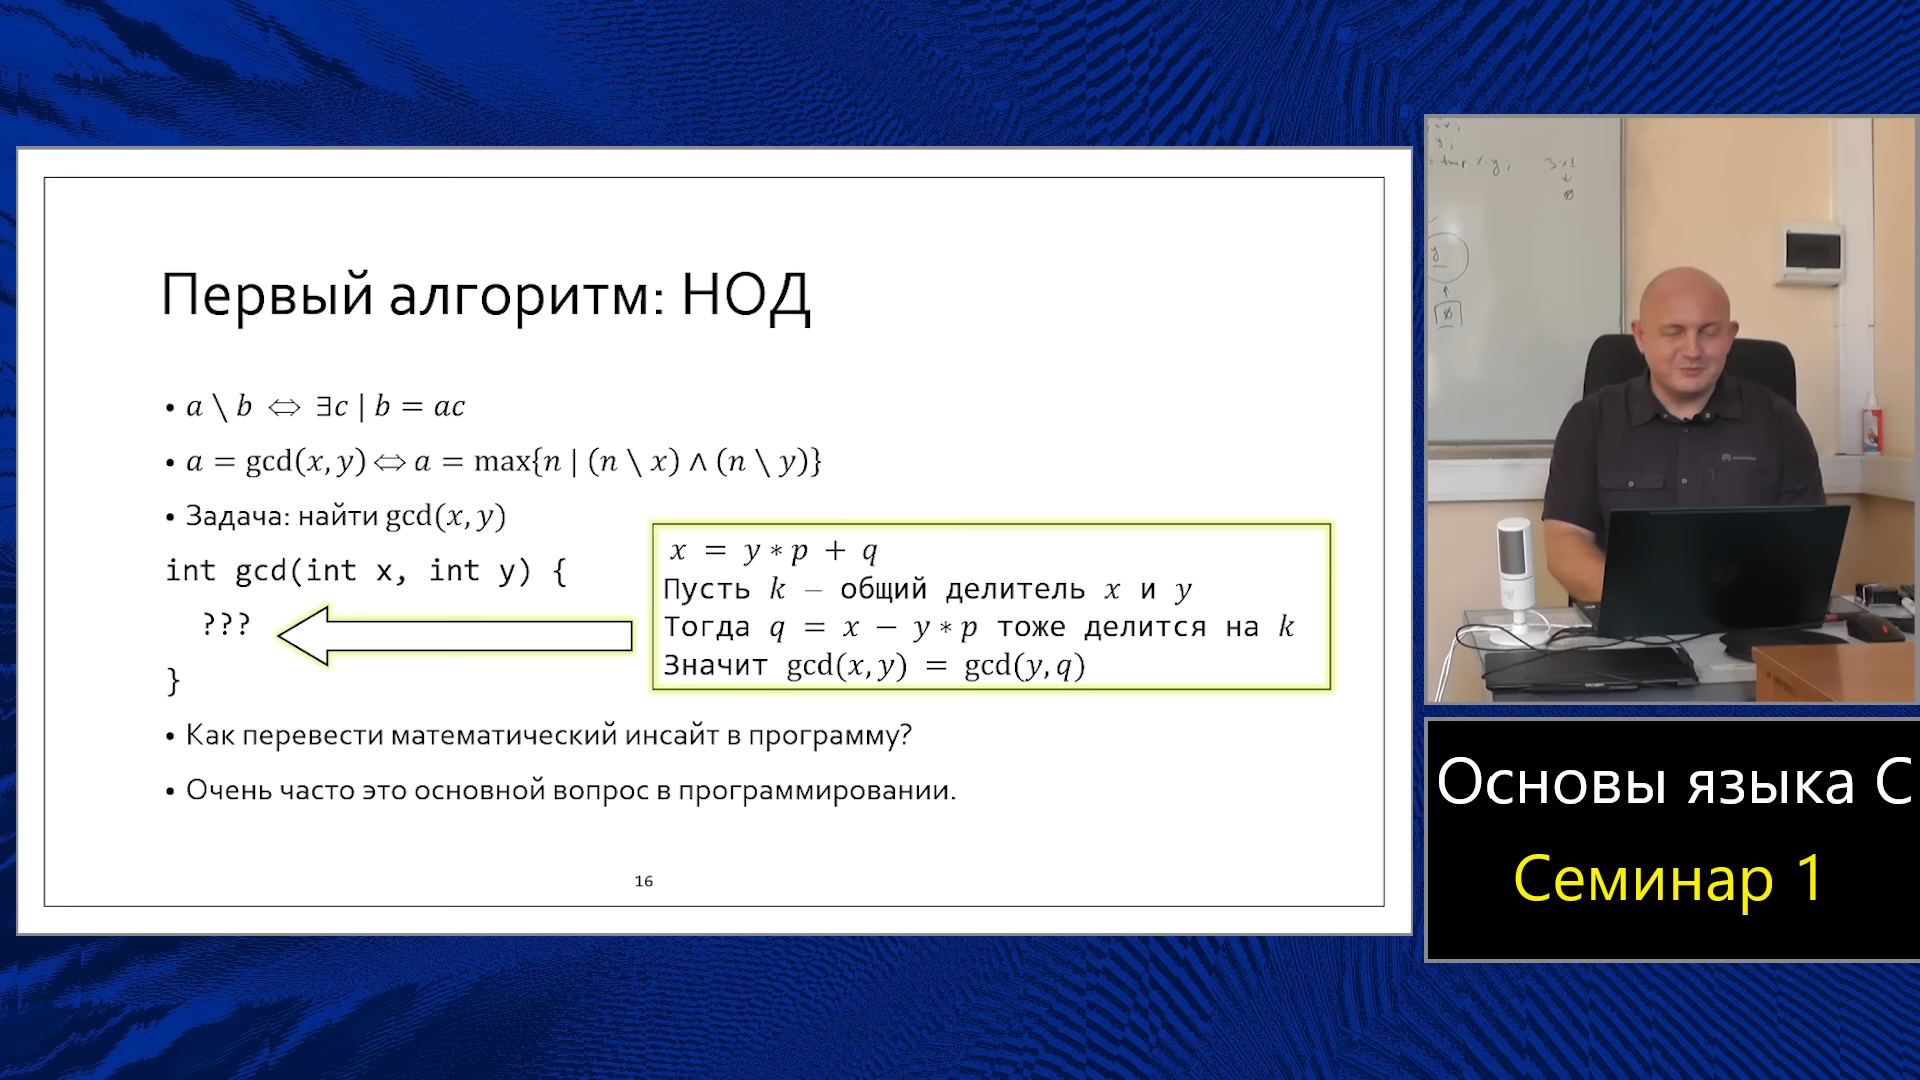 Первый алгоритм: НОД
• a \ b ⇔ ∃c | b = ac
• a = gcd(x, y) ⇔ a = max{n | (n \ x) ∧ (n \ y)}
• Задача: найти gcd(x, y)
int gcd(int x, int y) {
???
}
x = y ∗ p + q
Пусть k – общий делитель x и y
Тогда q = x − y ∗ p тоже делится на k
Значит gcd(x, y) = gcd(y, q)
• Как перевести математический инсайт в программу?
• Очень часто это основной вопрос в программировании.
16
y;
= tmp % y;
y
Основы языка C
Семинар 1